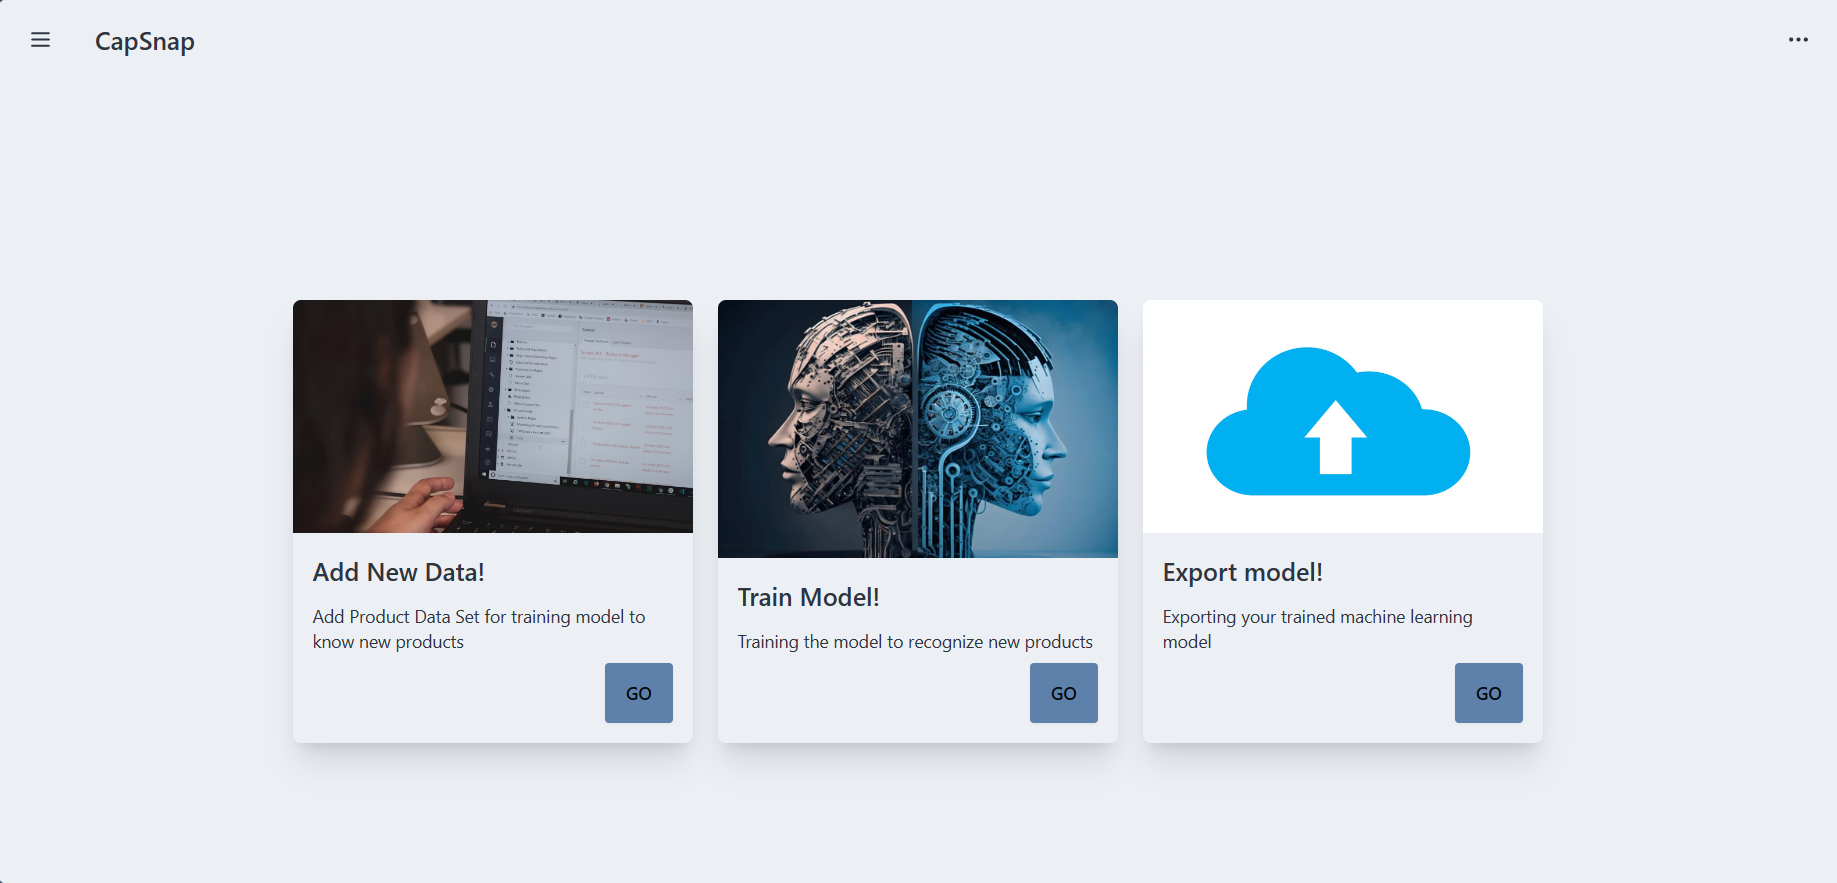 CapSnap
Add New Data!
Add Product Data Set for training model to
know new products
GO
Train Model!
Training the model to recognize new products
GO
Export model!
Exporting your trained machine learning
model
GO